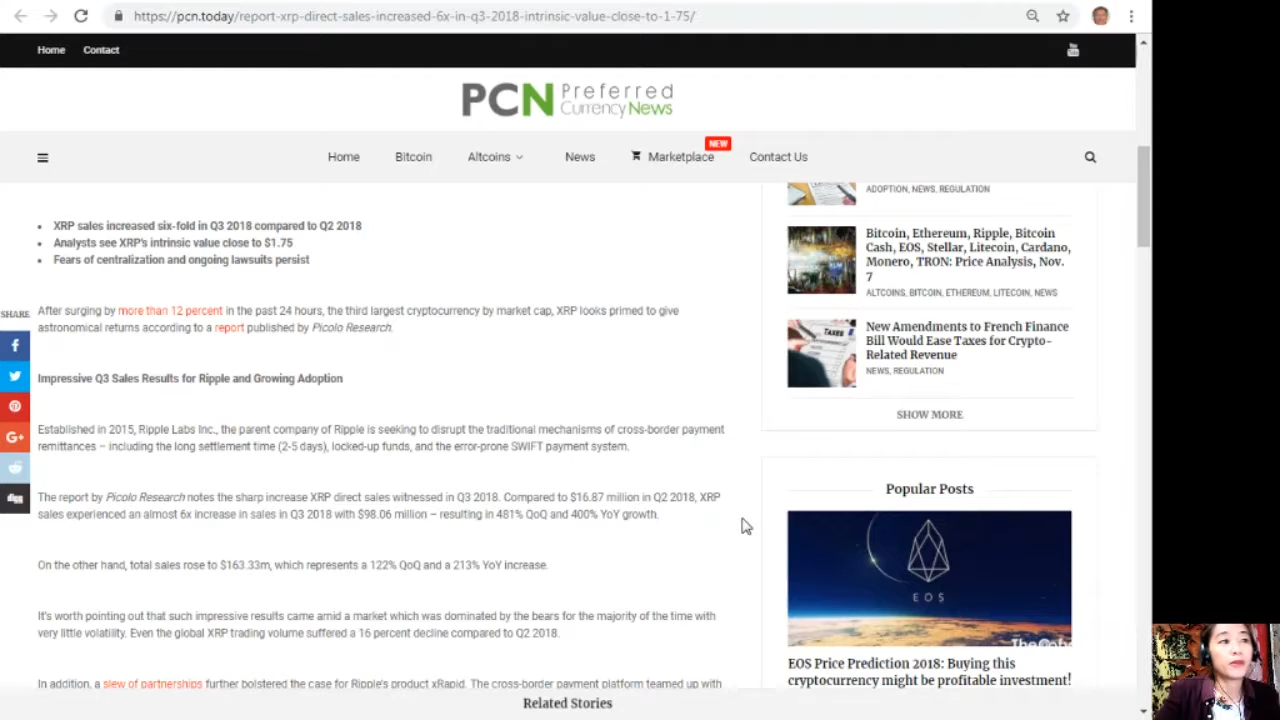 https://pcn.today/report-xrp-direct-sales-increased-6x-in-q3-2018-intrinsic-value-close-to-1-75/
Home Contact
PCN Preferred
Currency News
Home Bitcoin Altcoins News Marketplace NEW Contact Us
XRP sales increased six-fold in Q3 2018 compared to Q2 2018
Analysts see XRP's intrinsic value close to $1.75
Fears of centralization and ongoing lawsuits persist
SHARE
After surging by more than 12 percent in the past 24 hours, the third largest cryptocurrency by market cap, XRP looks primed to give
astronomical returns according to a report published by Picolo Research.
Impressive Q3 Sales Results for Ripple and Growing Adoption
Established in 2015, Ripple Labs Inc., the parent company of Ripple is seeking to disrupt the traditional mechanisms of cross-border payment
remittances – including the long settlement time (2-5 days), locked-up funds, and the error-prone SWIFT payment system.
The report by Picolo Research notes the sharp increase XRP direct sales witnessed in Q3 2018. Compared to $16.87 million in Q2 2018, XRP
sales experienced an almost 6x increase in sales in Q3 2018 with $98.06 million – resulting in 481% QoQ and 400% YoY growth.
On the other hand, total sales rose to $163.33m, which represents a 122% QoQ and a 213% YoY increase.
It's worth pointing out that such impressive results came amid a market which was dominated by the bears for the majority of the time with
very little volatility. Even the global XRP trading volume suffered a 16 percent decline compared to Q2 2018.
In addition, a slew of partnerships further bolstered the case for Ripple's product xRapid. The cross-border payment platform teamed up with
Related Stories
ADOPTION, NEWS, REGULATION
Bitcoin, Ethereum, Ripple, Bitcoin
Cash, EOS, Stellar, Litecoin, Cardano,
Monero, TRON: Price Analysis, Nov.
7
ALTCOINS, BITCOIN, ETHEREUM, LITECOIN, NEWS
TAXES
New Amendments to French Finance
Bill Would Ease Taxes for Crypto-
Related Revenue
NEWS, REGULATION
SHOW MORE
Popular Posts
EOS
EOS Price Prediction 2018: Buying this
cryptocurrency might be profitable investment!